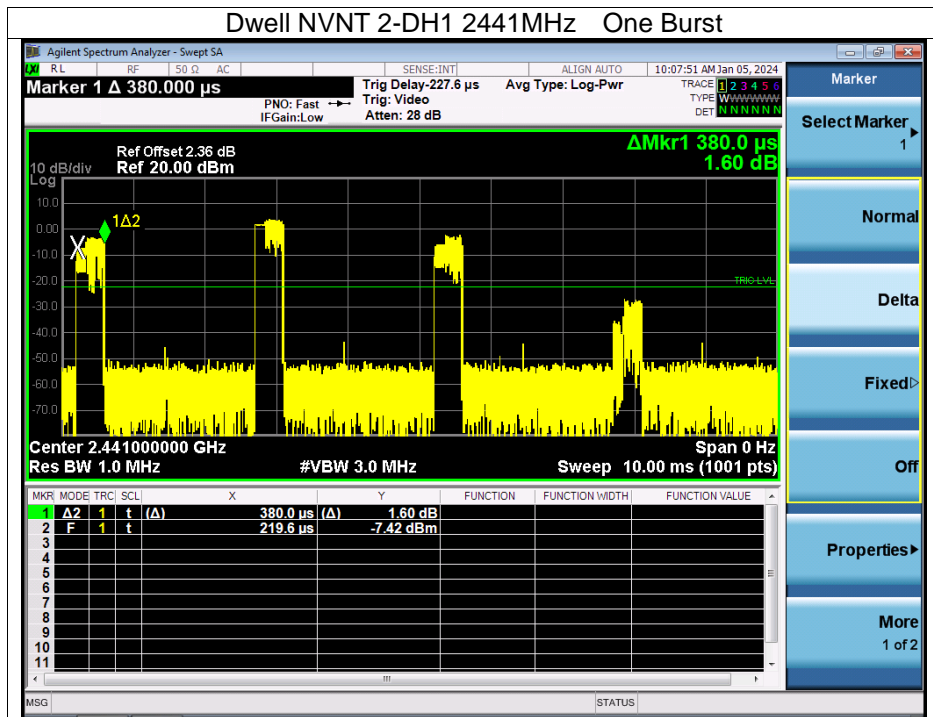 Dwell NVNT 2-DH1 2441MHz One Burst
Agilent Spectrum Analyzer - Swept SA
LXI RL RF 50 Ω AC SENSE:INT ALIGN AUTO 10:07:51 AM Jan 05, 2024
Marker 1 Δ 380.000 µs
PNO: Fast
IFGain:Low
Trig Delay-227.6 µs
Trig: Video
Atten: 28 dB
Avg Type: Log-Pwr
TRACE 1 2 3 4 5 6
TYPE WWWWWW
DET N N N N N N
ΔMkr1 380.0 µs
1.60 dB
Ref Offset 2.36 dB
10 dB/div Ref 20.00 dBm
Log
10.0
0.00
-10.0
-20.0
-30.0
-40.0
-50.0
-60.0
-70.0
X
1Δ2
TRIG LVL
Center 2.441000000 GHz Span 0 Hz
Res BW 1.0 MHz #VBW 3.0 MHz Sweep 10.00 ms (1001 pts)
MKR MODE TRC SCL X Y FUNCTION FUNCTION WIDTH FUNCTION VALUE
1 Δ2 1 t (Δ) 380.0 µs (Δ) 1.60 dB
2 F 1 t 219.6 µs -7.42 dBm
3
4
5
6
7
8
9
10
11
MSG STATUS
Marker
Select Marker
1
Normal
Delta
Fixed
Off
Properties
More
1 of 2